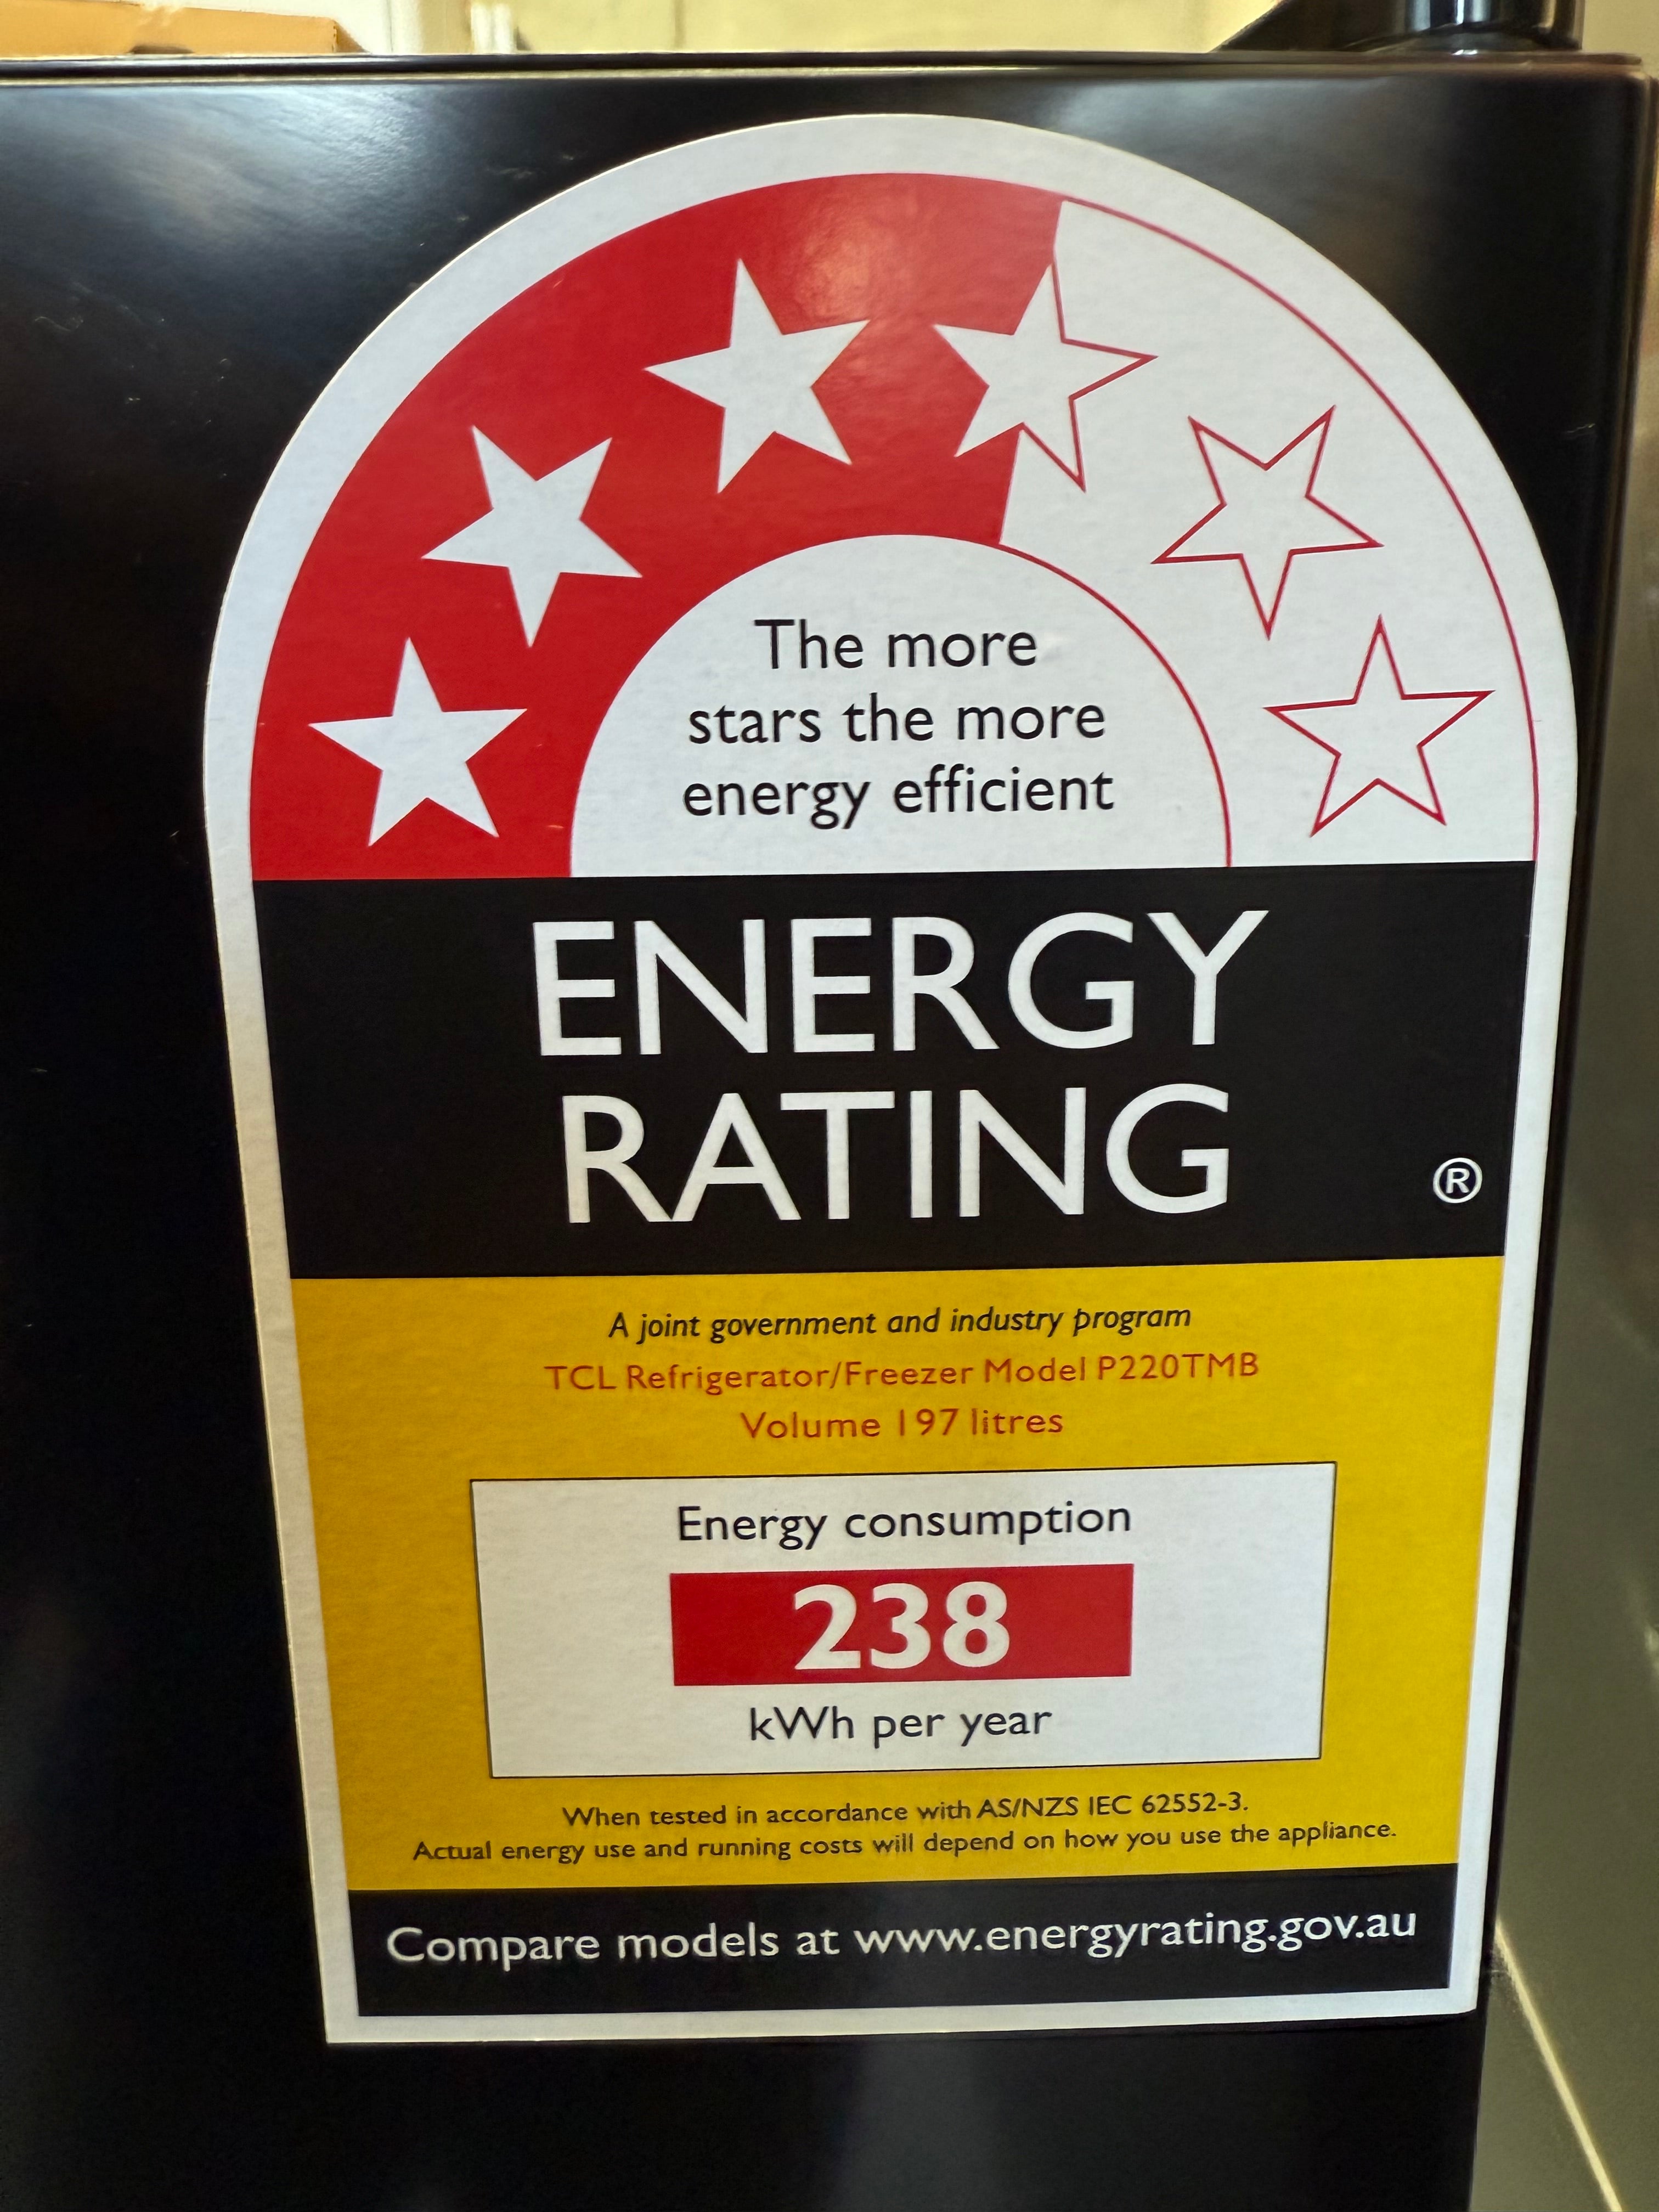 The more
stars the more
energy efficient
ENERGY
RATING
®
A joint government and industry program
TCL Refrigerator/Freezer Model P220TMB
Volume 197 litres
Energy consumption
238
kWh per year
When tested in accordance with AS/NZS IEC 62552-3.
Actual energy use and running costs will depend on how you use the appliance.
Compare models at www.energyrating.gov.au